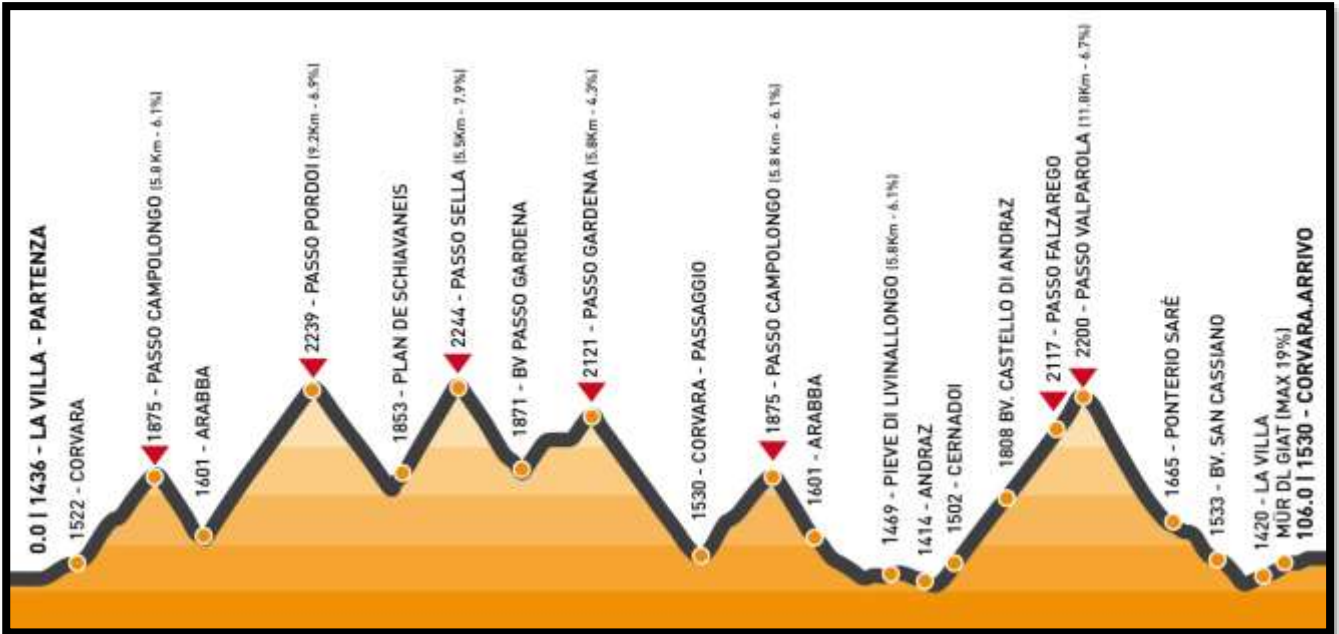 0.0 | 1436 - LA VILLA - PARTENZA
1522 - CORVARA
1875 - PASSO CAMPOLONGO (5.8 Km - 6.1%)
1601 - ARABBA
2239 - PASSO PORDOI (9.2Km - 6.9%)
1853 - PLAN DE SCHIAVANEIS
2244 - PASSO SELLA (5.5Km - 7.9%)
1871 - BV PASSO GARDENA
2121 - PASSO GARDENA (5.8Km - 4.3%)
1530 - CORVARA - PASSAGGIO
1875 - PASSO CAMPOLONGO (5.8 Km - 6.1%)
1601 - ARABBA
1469 - PIEVE DI LIVINALLONGO (5.8Km - 6.1%)
1414 - ANDRAZ
1502 - CERNADOI
1808 BV. CASTELLO DI ANDRAZ
2117 - PASSO FALZAREGO
2200 - PASSO VALPAROLA (11.8Km - 6.7%)
1665 - PONTERIO SARÈ
1533 - BV. SAN CASSIANO
1420 - LA VILLA
MÜR DL GIAT (MAX 19%)
106.0 | 1530 - CORVARA.ARRIVO